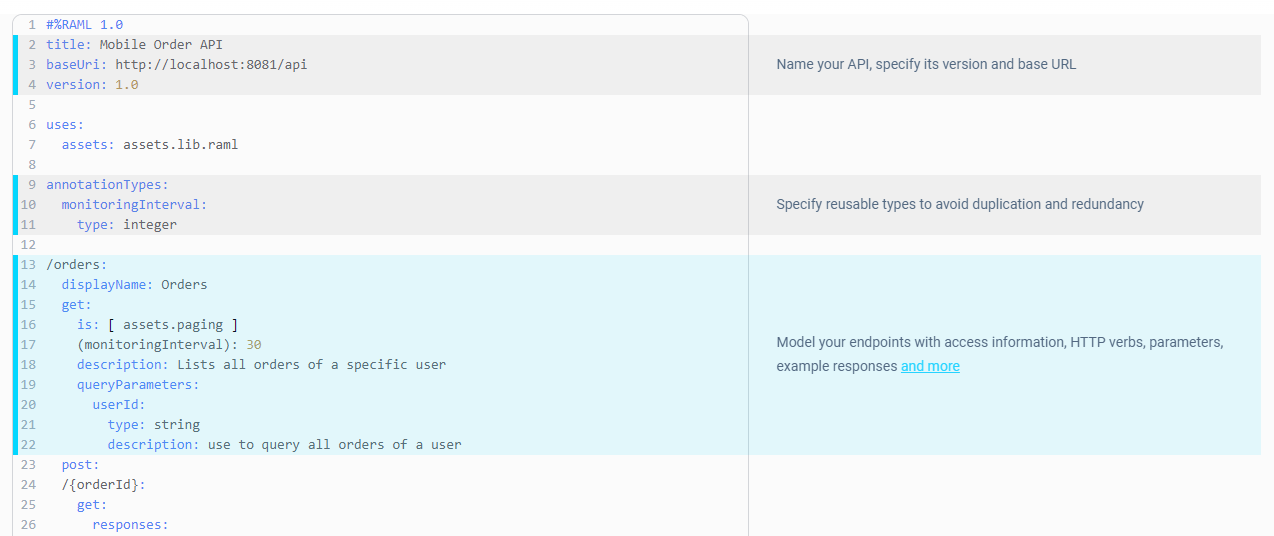 1 #%RAML 1.0
2 title: Mobile Order API
3 baseUri: http://localhost:8081/api
4 version: 1.0
5
6 uses:
7   assets: assets.lib.raml
8
9 annotationTypes:
10   monitoringInterval:
11     type: integer
12
13 /orders:
14   displayName: Orders
15   get:
16     is: [ assets.paging ]
17     (monitoringInterval): 30
18     description: Lists all orders of a specific user
19     queryParameters:
20       userId:
21         type: string
22         description: use to query all orders of a user
23   post:
24   /{orderId}:
25     get:
26       responses:
Name your API, specify its version and base URL
Specify reusable types to avoid duplication and redundancy
Model your endpoints with access information, HTTP verbs, parameters,
example responses and more